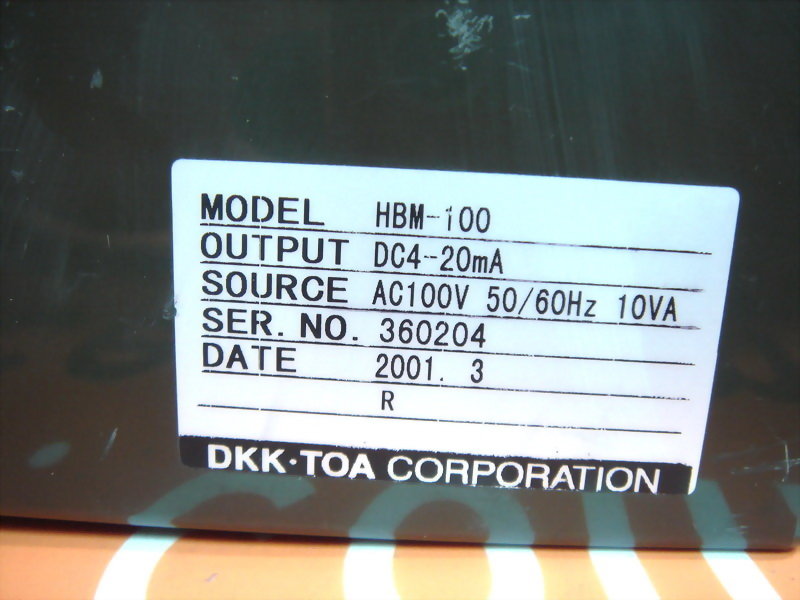 MODEL HBM-100
OUTPUT DC4-20mA
SOURCE AC100V 50/60Hz 10VA
SER. NO. 360204
DATE 2001. 3
R
DKK·TOA CORPORATION